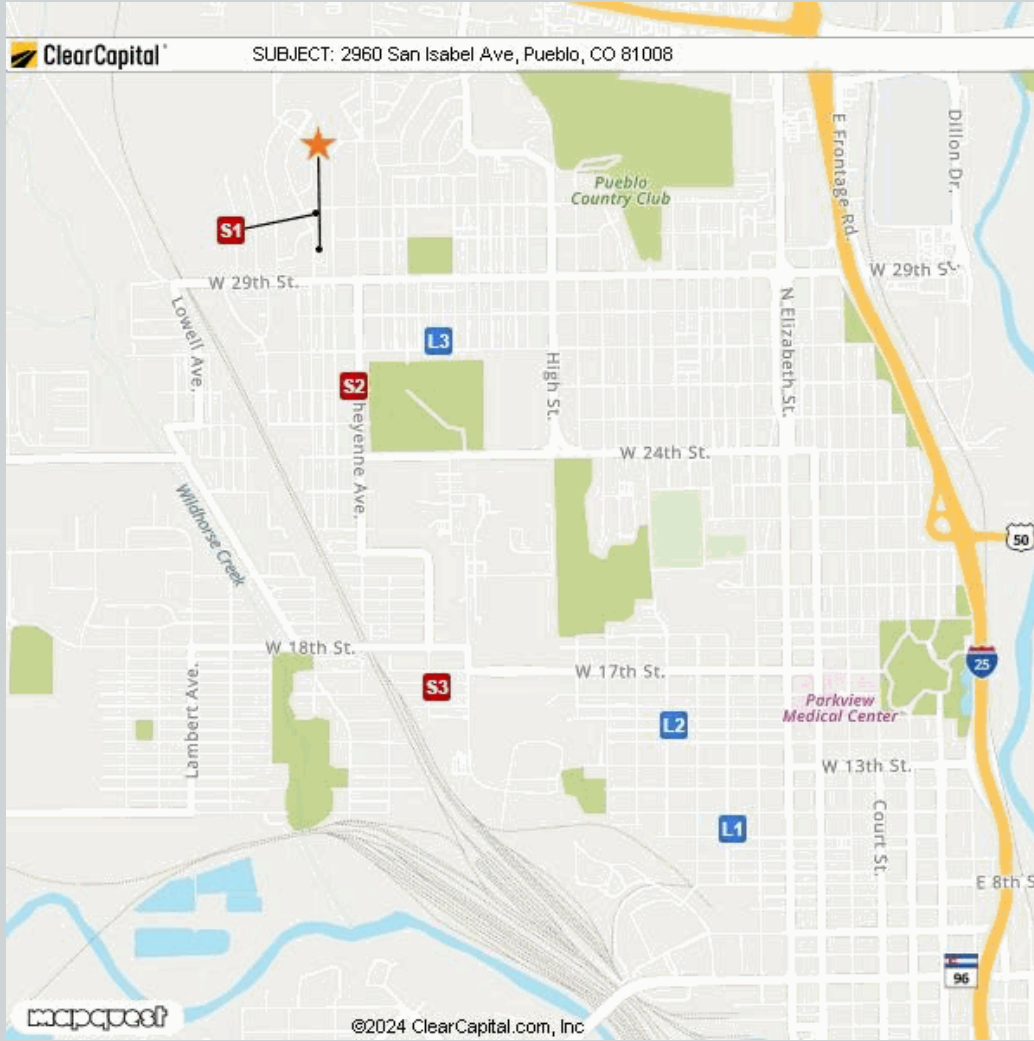 ClearCapital
SUBJECT: 2960 San Isabel Ave, Pueblo, CO 81008
E Frontage Rd.
Dillon Dr.
Pueblo
Country Club
S1
W 29th St.
W 29th St.
Lowell Ave.
N Elizabeth St.
L3
High St.
S2
heyenne Ave.
W 24th St.
Wildhorse Creek
50
W 18th St.
25
W 17th St.
S3
Lambert Ave.
Parkview
Medical Center
L2
W 13th St.
Court St.
L1
E 8th S
96
mapquest
©2024 ClearCapital.com, Inc